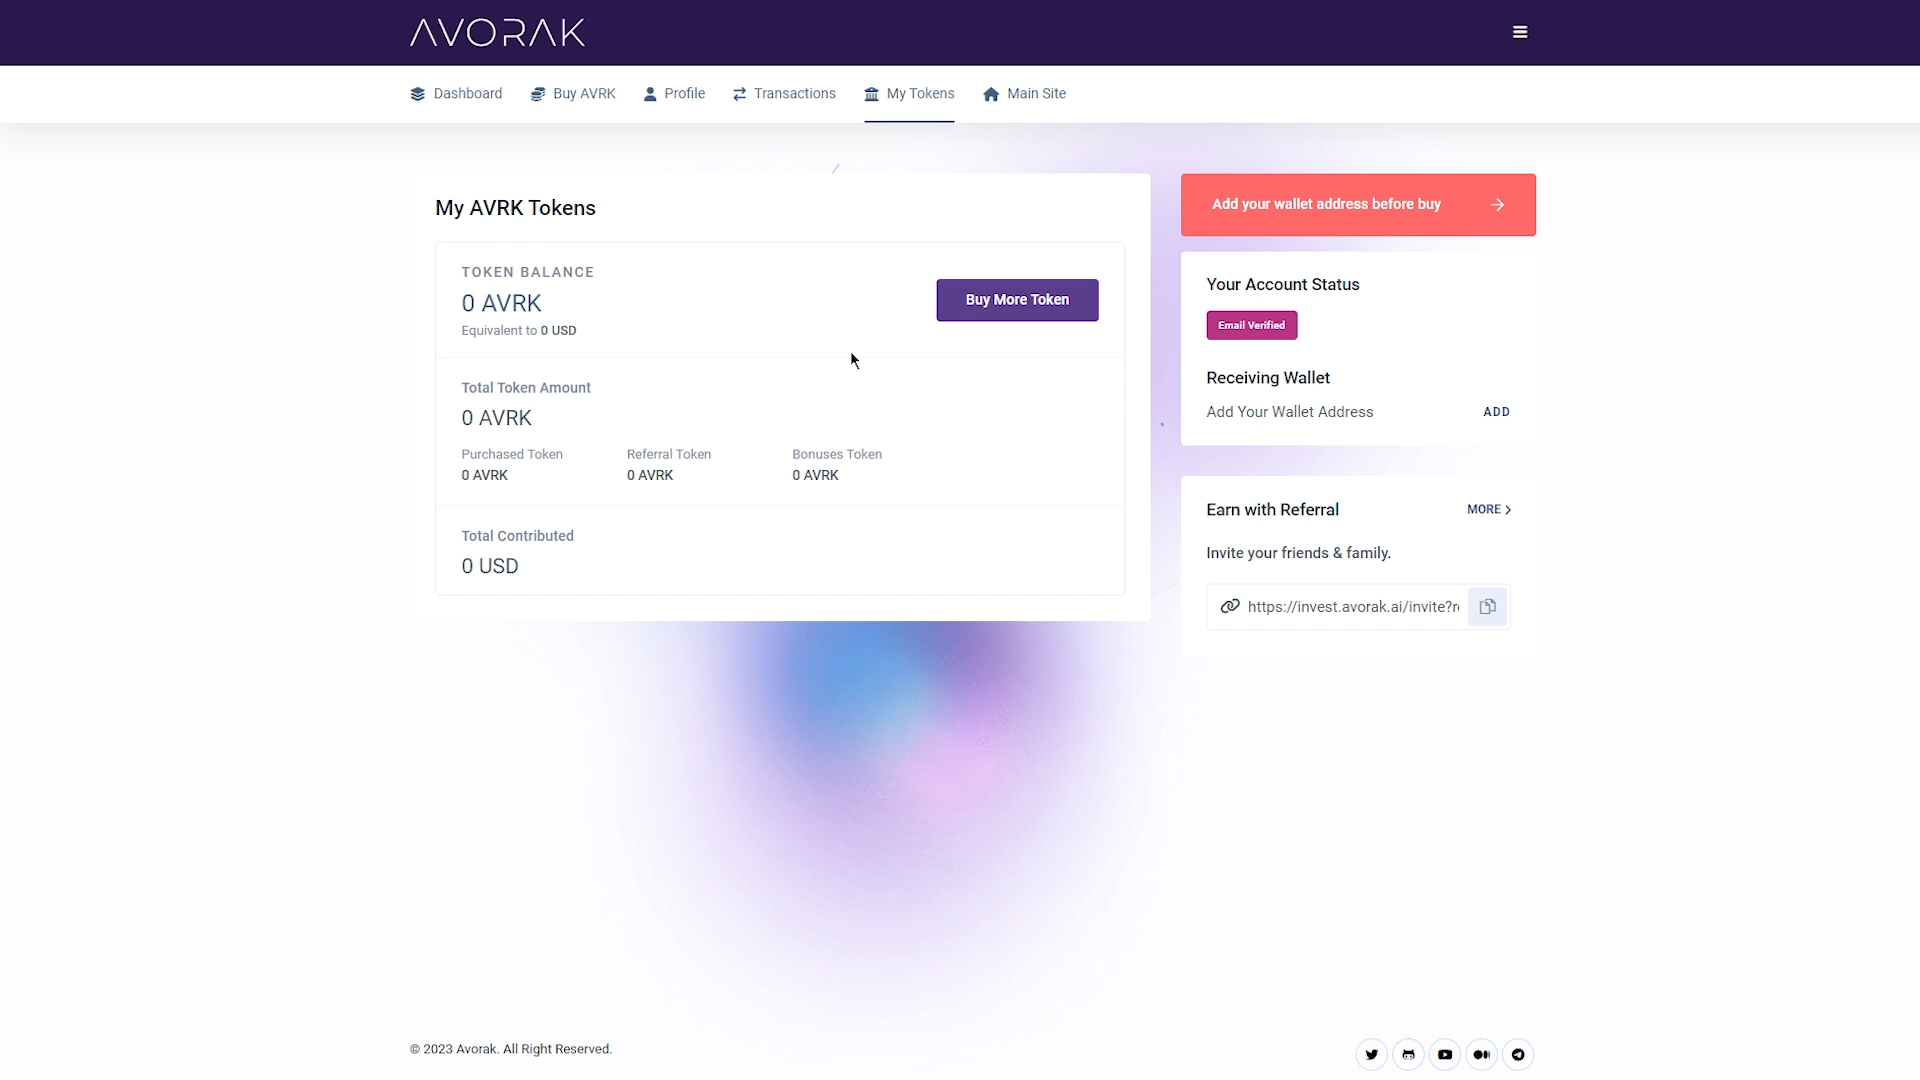 AVORAK
Dashboard
Buy AVRK
Profile
Transactions
My Tokens
Main Site
My AVRK Tokens
TOKEN BALANCE
0 AVRK
Equivalent to 0 USD
Buy More Token
Total Token Amount
0 AVRK
Purchased Token
0 AVRK
Referral Token
0 AVRK
Bonuses Token
0 AVRK
Total Contributed
0 USD
Add your wallet address before buy
Your Account Status
Email Verified
Receiving Wallet
Add Your Wallet Address
ADD
Earn with Referral
MORE
Invite your friends & family.
https://invest.avorak.ai/invite?r
© 2023 Avorak. All Right Reserved.